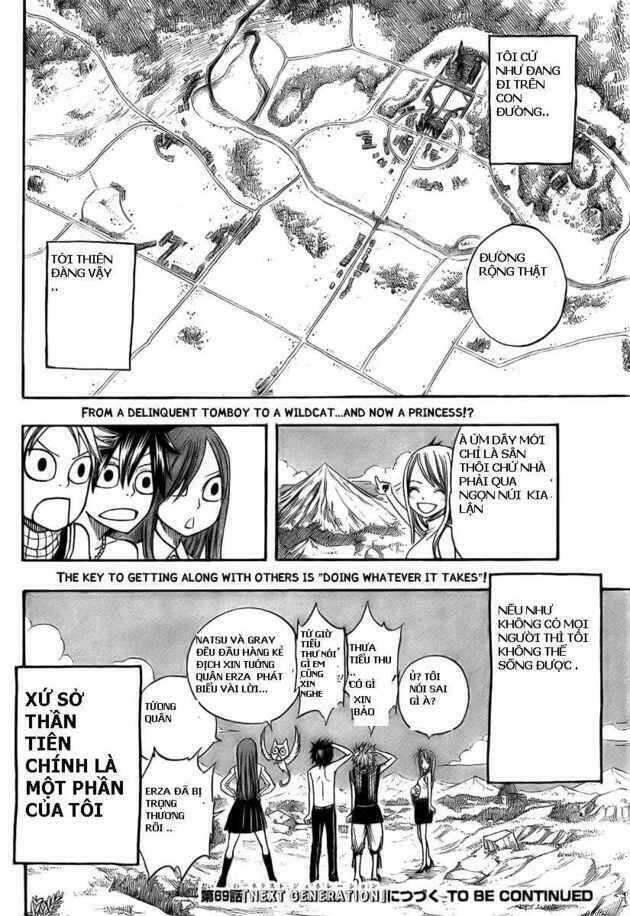 TÔI CỨ
NHƯ ĐANG
ĐI TRÊN
CON
ĐƯỜNG..
TỚI THIÊN
ĐÀNG VẬY
..
ĐƯỜNG
RỘNG THẬT
FROM A DELINQUENT TOMBOY TO A WILDCAT...AND NOW A PRINCESS!?
À ỪM DÂY MỚI
CHỈ LÀ SÂN
THÔI CHỨ NHÀ
PHẢI QUA
NGỌN NÚI KIA
LẬN
THE KEY TO GETTING ALONG WITH OTHERS IS "DOING WHATEVER IT TAKES"!
NẾU NHƯ
KHÔNG CÓ MỌI
NGƯỜI THÌ TÔI
KHÔNG THỂ
SỐNG ĐƯỢC .
Ủ? TÔI
NÓI SAI
GÌ À?
THƯA
TIỂU THU
..
CÓ GÌ
XIN
BẢO
TỪ GIỜ
TIỂU
THƯ NÓI
GÌ EM
CŨNG
XIN
NGHE
NATSU VÀ GRAY
ĐỀU ĐẦU HÀNG KẺ
ĐỊCH XIN TUỚNG
QUÂN ERZA PHÁT
BIỂU VÀI LỜI...
TƯƠNG
QUÂN
ERZA ĐÃ BỊ
TRỌNG
THƯƠNG
RỒI ..
XỨ SỞ
THẦN
TIÊN
CHÍNH LÀ
MỘT PHẦN
CỦA TÔI
第69話『NEXT GENERATION』につづく TO BE CONTINUED